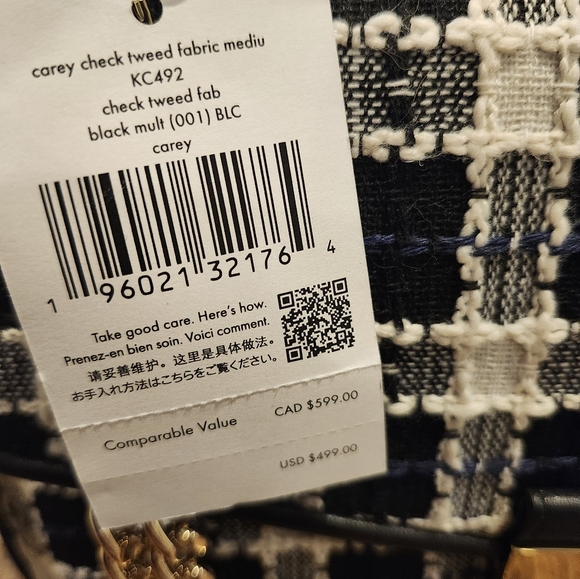 carey check tweed fabric mediu
KC492
check tweed fab
black mult (001) BLC
carey
1 96021 32176 4
Take good care. Here's how.
Prenez-en bien soin. Voici comment.
请妥善维护。这里是具体做法。
お手入れ方法はこちらをご覧ください。
Comparable Value CAD $599.00
USD $499.00